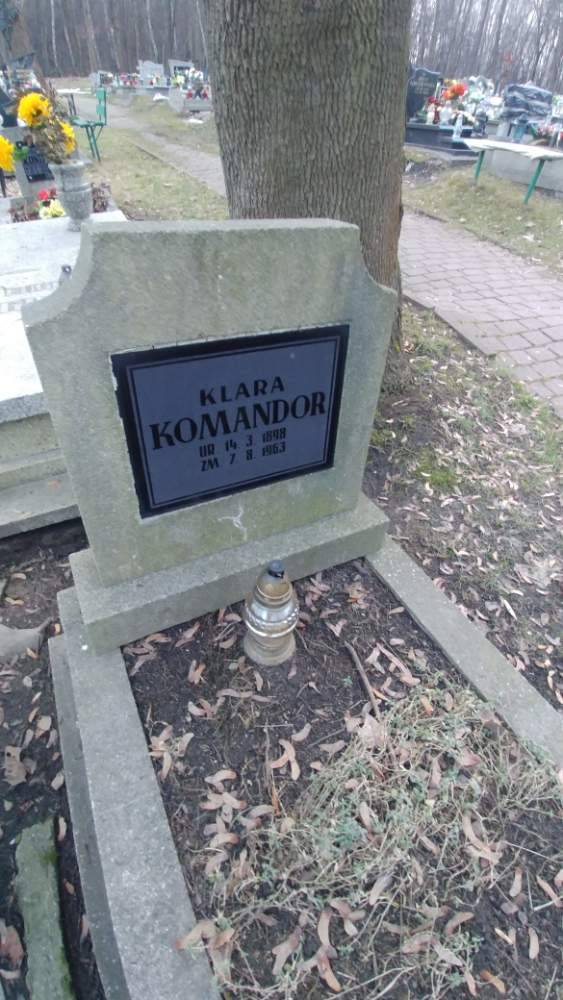 KLARA
KOMANDOR
UR 14 3 1898
ZM 7 8 1963